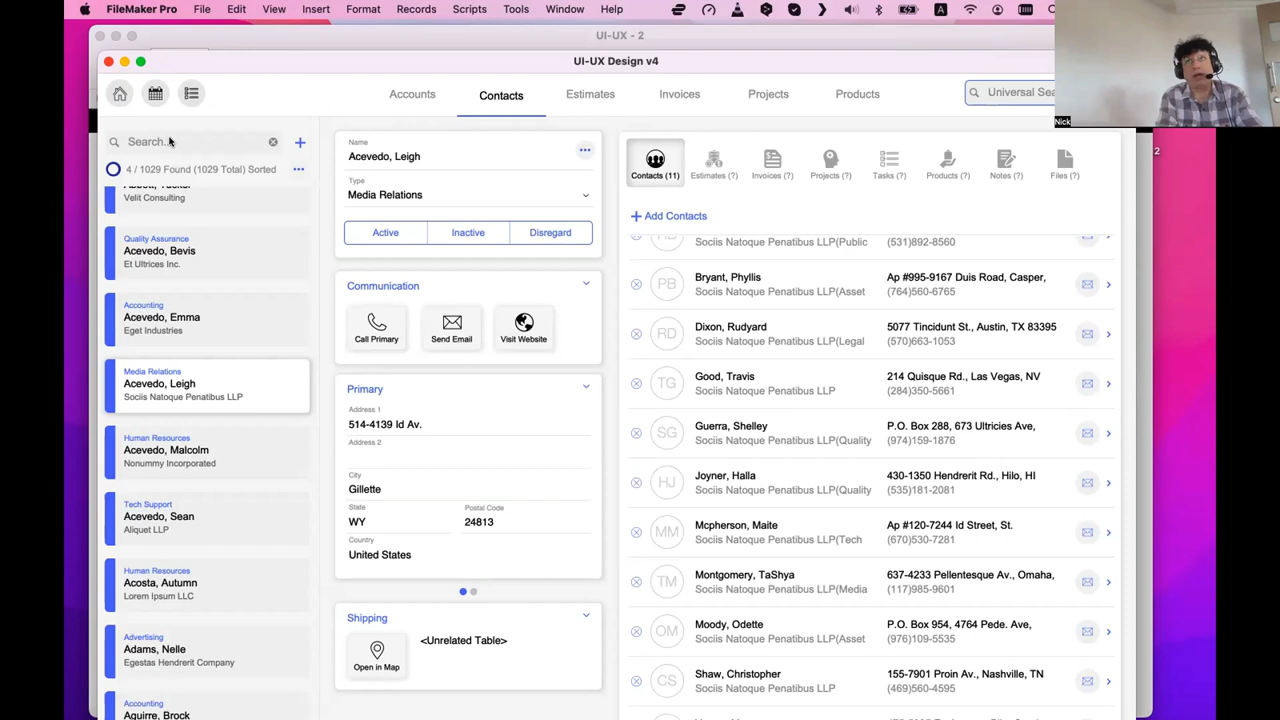 FileMaker Pro File Edit View Insert Format Records Scripts Tools Window Help
UI-UX - 2
UI-UX Design v4
Accounts Contacts Estimates Invoices Projects Products
Universal Sea
Nick
2
Search...
4 / 1029 Found (1029 Total) Sorted
Velit Consulting
Quality Assurance
Acevedo, Bevis
Et Ultrices Inc.
Accounting
Acevedo, Emma
Eget Industries
Media Relations
Acevedo, Leigh
Sociis Natoque Penatibus LLP
Human Resources
Acevedo, Malcolm
Nonummy Incorporated
Tech Support
Acevedo, Sean
Aliquet LLP
Human Resources
Acosta, Autumn
Lorem Ipsum LLC
Advertising
Adams, Nelle
Egestas Hendrerit Company
Accounting
Aguirre, Brock
Name
Acevedo, Leigh
Type
Media Relations
Active Inactive Disregard
Communication
Call Primary Send Email Visit Website
Primary
Address 1
514-4139 Id Av.
Address 2
City
Gillette
State Postal Code
WY 24813
Country
United States
Shipping
<Unrelated Table>
Open in Map
Contacts (11) Estimates (?) Invoices (?) Projects (?) Tasks (?) Products (?) Notes (?) Files (?)
+ Add Contacts
Sociis Natoque Penatibus LLP(Public (531)892-8560
PB Bryant, Phyllis Ap #995-9167 Duis Road, Casper,
Sociis Natoque Penatibus LLP(Asset (764)560-6765
RD Dixon, Rudyard 5077 Tincidunt St., Austin, TX 83395
Sociis Natoque Penatibus LLP(Legal (570)663-1053
TG Good, Travis 214 Quisque Rd., Las Vegas, NV
Sociis Natoque Penatibus LLP (284)350-5661
SG Guerra, Shelley P.O. Box 288, 673 Ultricies Ave,
Sociis Natoque Penatibus LLP(Quality (974)159-1876
HJ Joyner, Halla 430-1350 Hendrerit Rd., Hilo, HI
Sociis Natoque Penatibus LLP(Quality (535)181-2081
MM Mcpherson, Maite Ap #120-7244 Id Street, St.
Sociis Natoque Penatibus LLP(Tech (670)530-7281
TM Montgomery, TaShya 637-4233 Pellentesque Av., Omaha,
Sociis Natoque Penatibus LLP(Media (117)985-9601
OM Moody, Odette P.O. Box 954, 4764 Pede. Ave,
Sociis Natoque Penatibus LLP(Asset (976)109-5535
CS Shaw, Christopher 155-7901 Proin Av., Nashville, TN
Sociis Natoque Penatibus LLP (469)560-4595